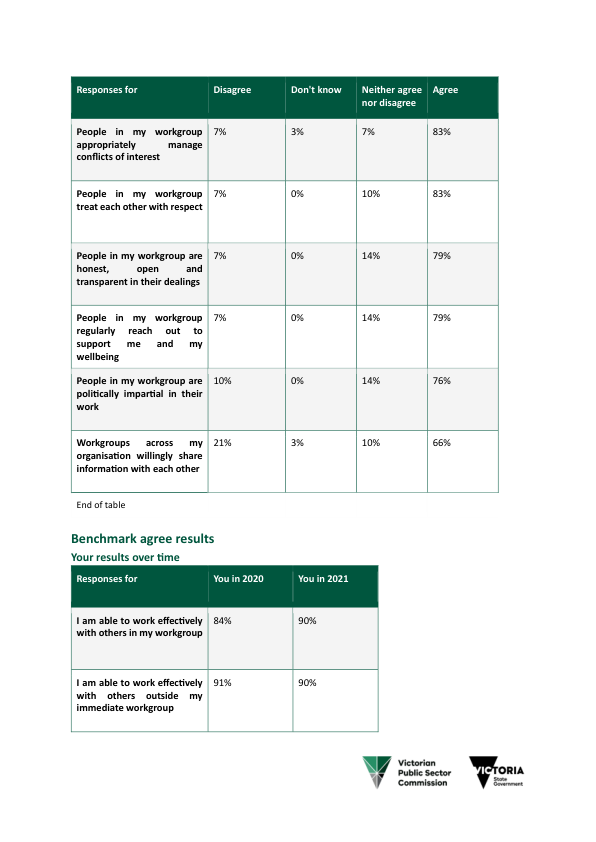 Responses for Disagree Don't know Neither agree Agree
nor disagree
People in my workgroup 7% 3% 7% 83%
appropriately manage
conflicts of interest
People in my workgroup 7% 0% 10% 83%
treat each other with respect
People in my workgroup are 7% 0% 14% 79%
honest, open and
transparent in their dealings
People in my workgroup 7% 0% 14% 79%
regularly reach out to
support me and my
wellbeing
People in my workgroup are 10% 0% 14% 76%
politically impartial in their
work
Workgroups across my 21% 3% 10% 66%
organisation willingly share
information with each other
End of table
Benchmark agree results
Your results over time
Responses for You in 2020 You in 2021
I am able to work effectively 84% 90%
with others in my workgroup
I am able to work effectively 91% 90%
with others outside my
immediate workgroup
Victorian
Public Sector
Commission
VICTORIA
State
Government